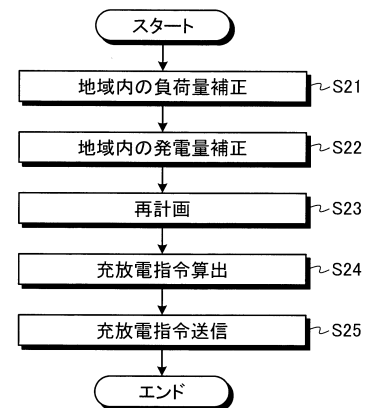 スタート
地域内の負荷量補正 S21
地域内の発電量補正 S22
再計画 S23
充放電指令算出 S24
充放電指令送信 S25
エンド